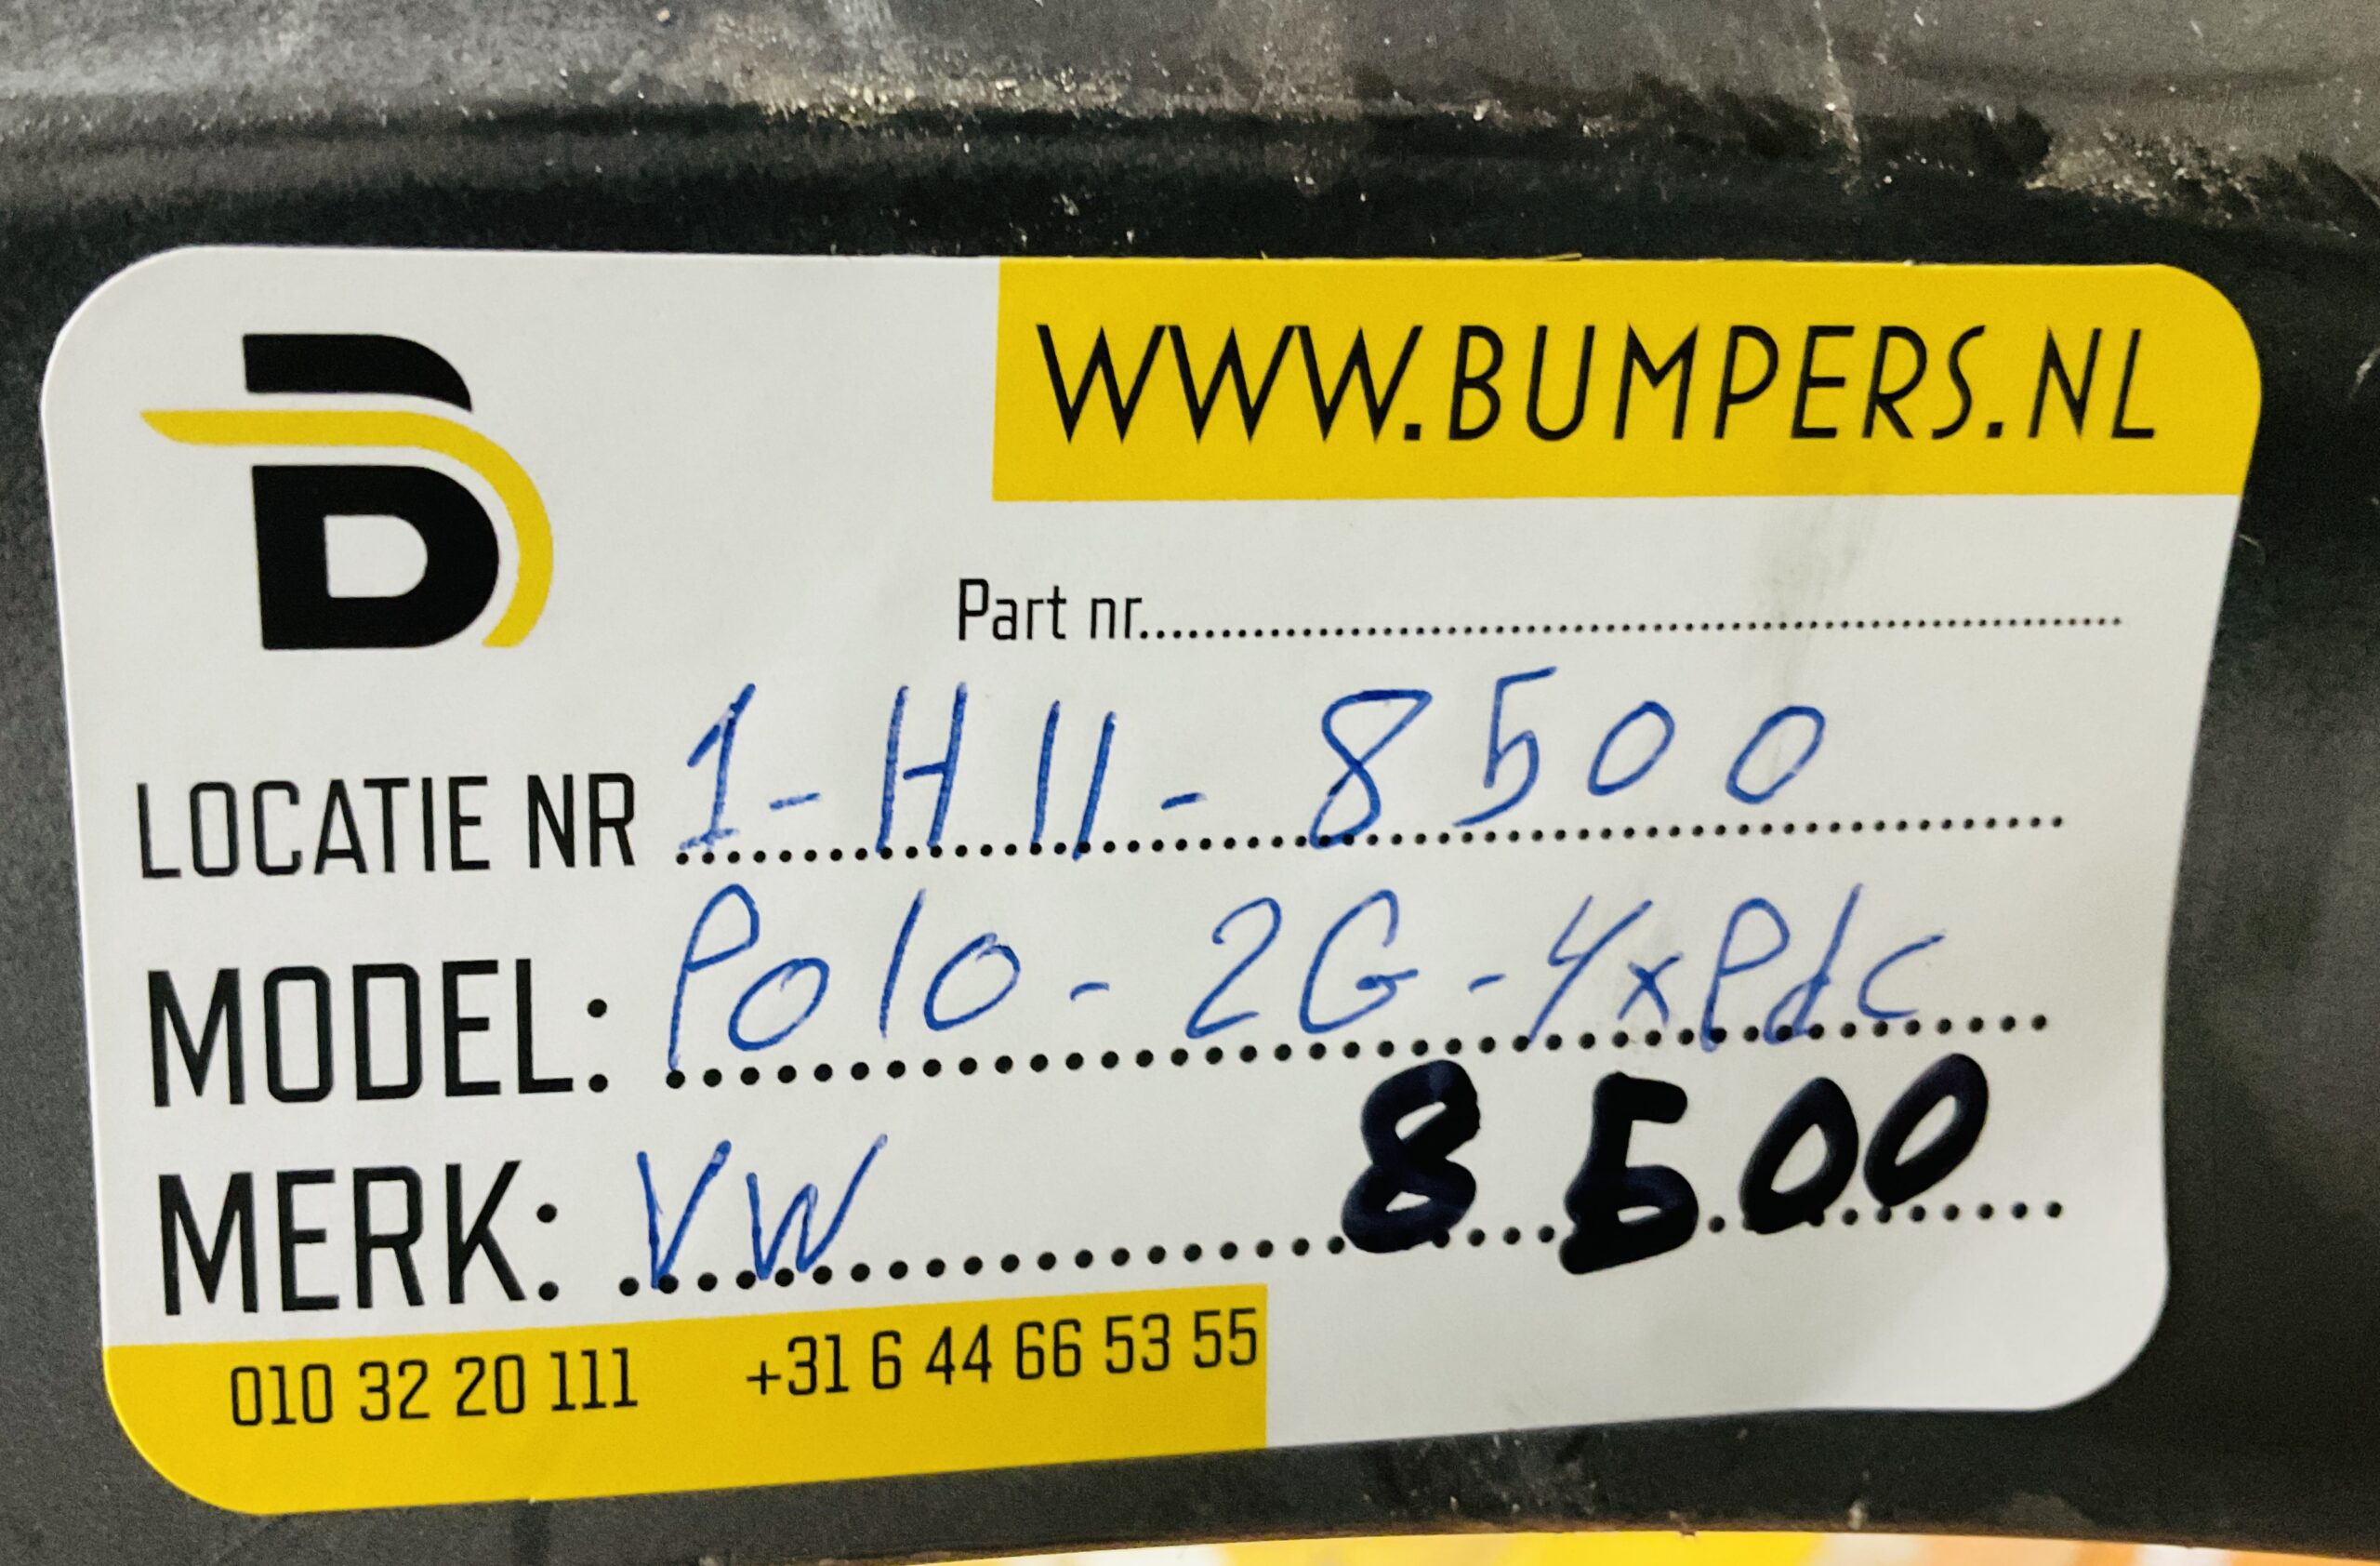 B
WWW.BUMPERS.NL
Part nr.
LOCATIE NR 1-H11-8500
MODEL: Polo-2G-4xPdc
MERK: VW 8500
010 32 20 111 +31 6 44 66 53 55